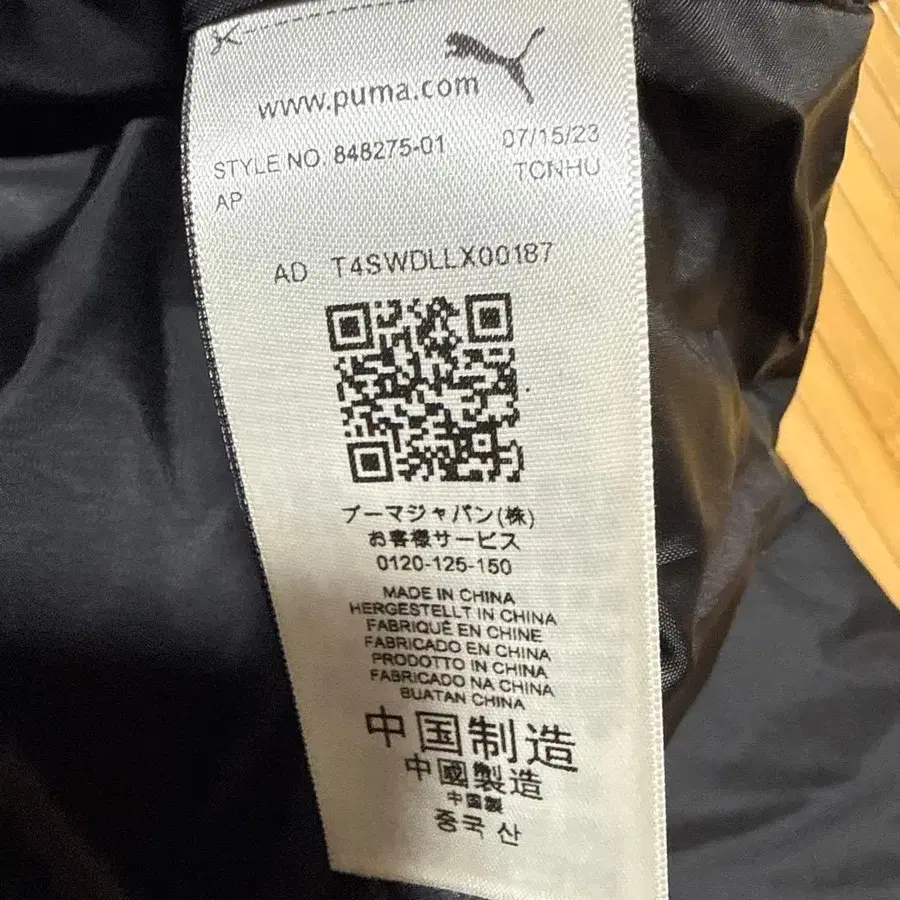 www.puma.com
STYLE NO. 848275-01 07/15/23
AP TCNHU
AD T4SWDLLX00187
プーマジャパン(株)
お客様サービス
0120-125-150
MADE IN CHINA
HERGESTELLT IN CHINA
FABRIQUÉ EN CHINE
FABRICADO EN CHINA
PRODOTTO IN CHINA
FABRICADO NA CHINA
BUATAN CHINA
中国制造
中國製造
中国製
중국 산